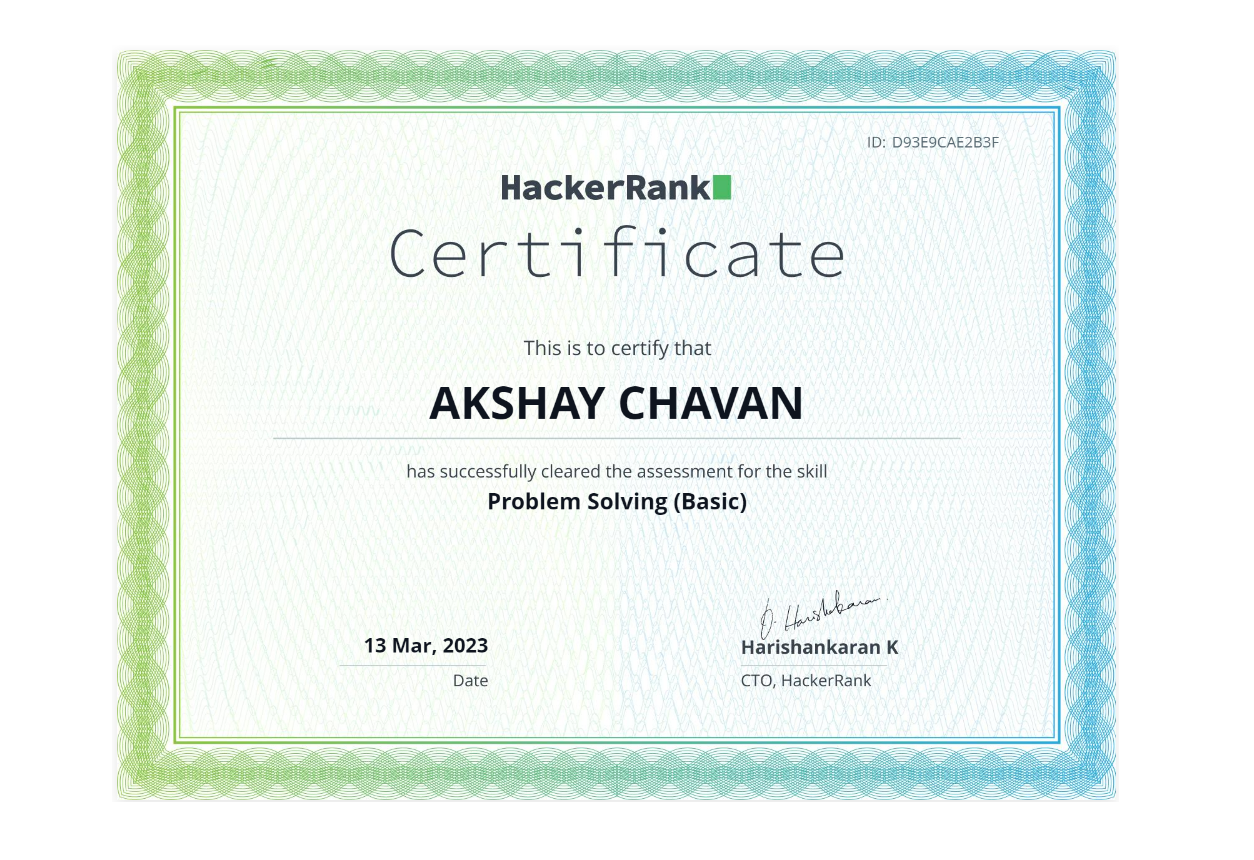 ID: D93E9CAE2B3F
HackerRank
Certificate
This is to certify that
AKSHAY CHAVAN
has successfully cleared the assessment for the skill
Problem Solving (Basic)
13 Mar, 2023
Date
Harishankaran K
CTO, HackerRank